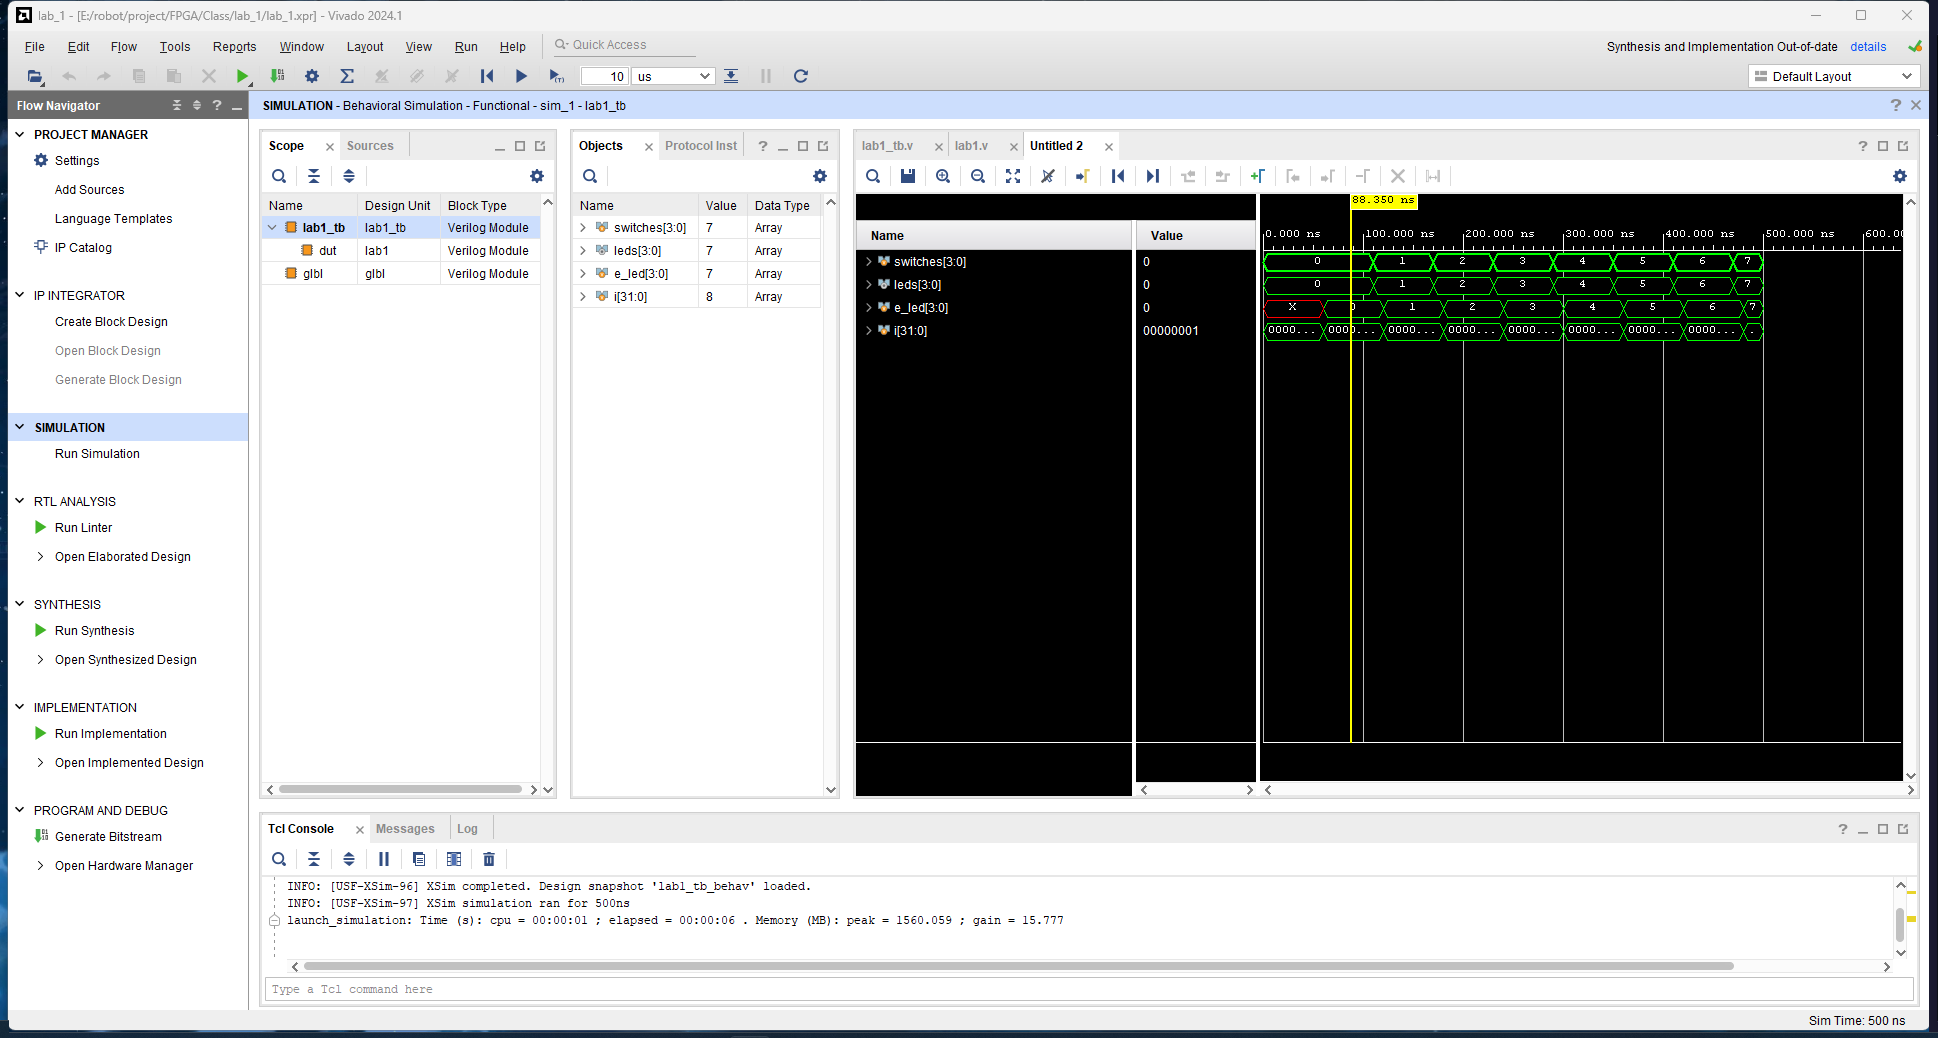 lab_1 - [E:/robot/project/FPGA/Class/lab_1/lab_1.xpr] - Vivado 2024.1
File Edit Flow Tools Reports Window Layout View Run Help Quick Access
Synthesis and Implementation Out-of-date details
10 us
Default Layout
Flow Navigator
SIMULATION - Behavioral Simulation - Functional - sim_1 - lab1_tb
PROJECT MANAGER
Settings
Add Sources
Language Templates
IP Catalog
IP INTEGRATOR
Create Block Design
Open Block Design
Generate Block Design
SIMULATION
Run Simulation
RTL ANALYSIS
Run Linter
Open Elaborated Design
SYNTHESIS
Run Synthesis
Open Synthesized Design
IMPLEMENTATION
Run Implementation
Open Implemented Design
PROGRAM AND DEBUG
Generate Bitstream
Open Hardware Manager
Scope Sources
Name Design Unit Block Type
lab1_tb lab1_tb Verilog Module
dut lab1 Verilog Module
glbl glbl Verilog Module
Objects Protocol Inst
Name Value Data Type
switches[3:0] 7 Array
leds[3:0] 7 Array
e_led[3:0] 7 Array
i[31:0] 8 Array
lab1_tb.v lab1.v Untitled 2
88.350 ns
Name Value
0.000 ns 100.000 ns 200.000 ns 300.000 ns 400.000 ns 500.000 ns 600.0
switches[3:0] 0 0 1 2 3 4 5 6 7
leds[3:0] 0 0 1 2 3 4 5 6 7
e_led[3:0] 0 X 0 1 2 3 4 5 6 7
i[31:0] 00000001 0000... 0000... 0000... 0000... 0000... 0000... 0000... 0000... .
Tcl Console Messages Log
INFO: [USF-XSim-96] XSim completed. Design snapshot 'lab1_tb_behav' loaded.
INFO: [USF-XSim-97] XSim simulation ran for 500ns
launch_simulation: Time (s): cpu = 00:00:01 ; elapsed = 00:00:06 . Memory (MB): peak = 1560.059 ; gain = 15.777
Type a Tcl command here
Sim Time: 500 ns